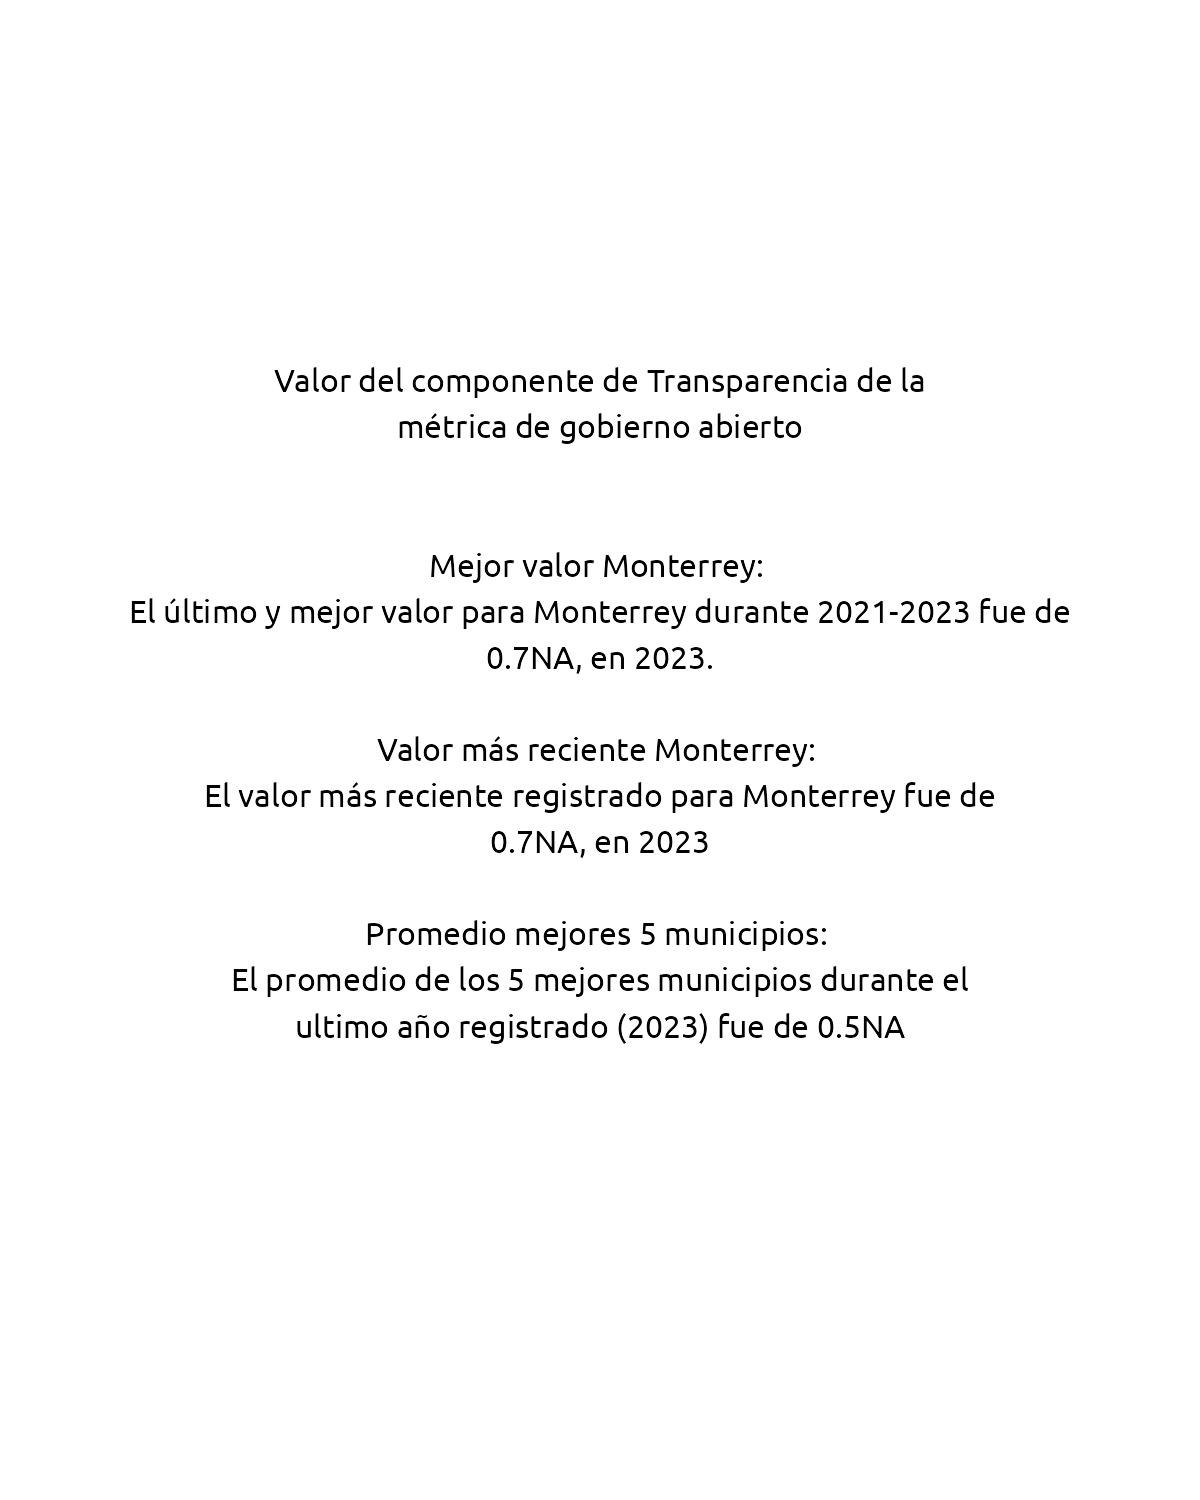 Valor del componente de Transparencia de la
métrica de gobierno abierto
Mejor valor Monterrey:
El último y mejor valor para Monterrey durante 2021-2023 fue de
0.7NA, en 2023.
Valor más reciente Monterrey:
El valor más reciente registrado para Monterrey fue de
0.7NA, en 2023
Promedio mejores 5 municipios:
El promedio de los 5 mejores municipios durante el
ultimo año registrado (2023) fue de 0.5NA